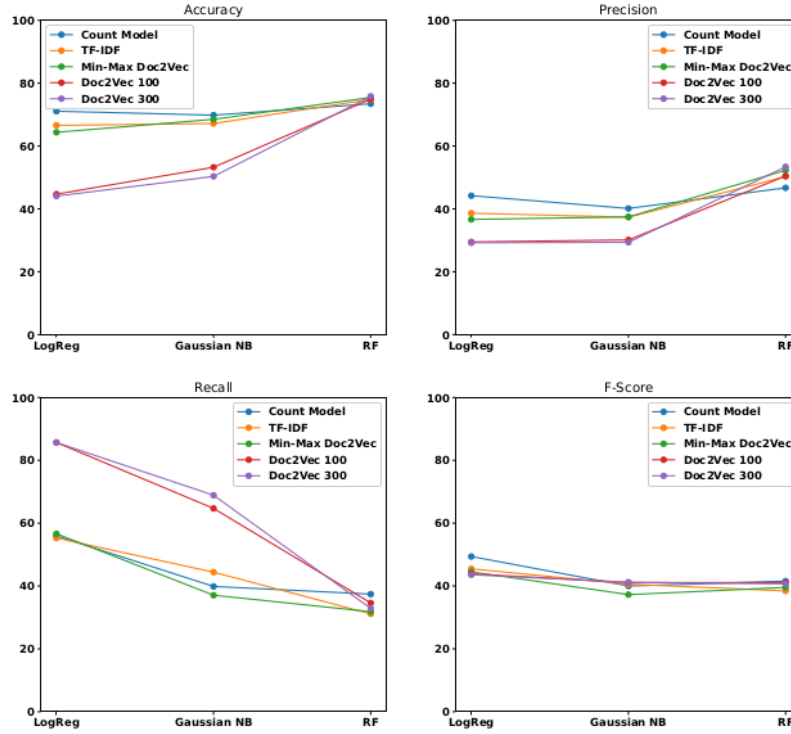 Accuracy
100
80
60
40
20
0
Count Model
TF-IDF
Min-Max Doc2Vec
Doc2Vec 100
Doc2Vec 300
LogReg Gaussian NB RF
Precision
100
80
60
40
20
0
Count Model
TF-IDF
Min-Max Doc2Vec
Doc2Vec 100
Doc2Vec 300
LogReg Gaussian NB RF
Recall
100
80
60
40
20
0
Count Model
TF-IDF
Min-Max Doc2Vec
Doc2Vec 100
Doc2Vec 300
LogReg Gaussian NB RF
F-Score
100
80
60
40
20
0
Count Model
TF-IDF
Min-Max Doc2Vec
Doc2Vec 100
Doc2Vec 300
LogReg Gaussian NB RF